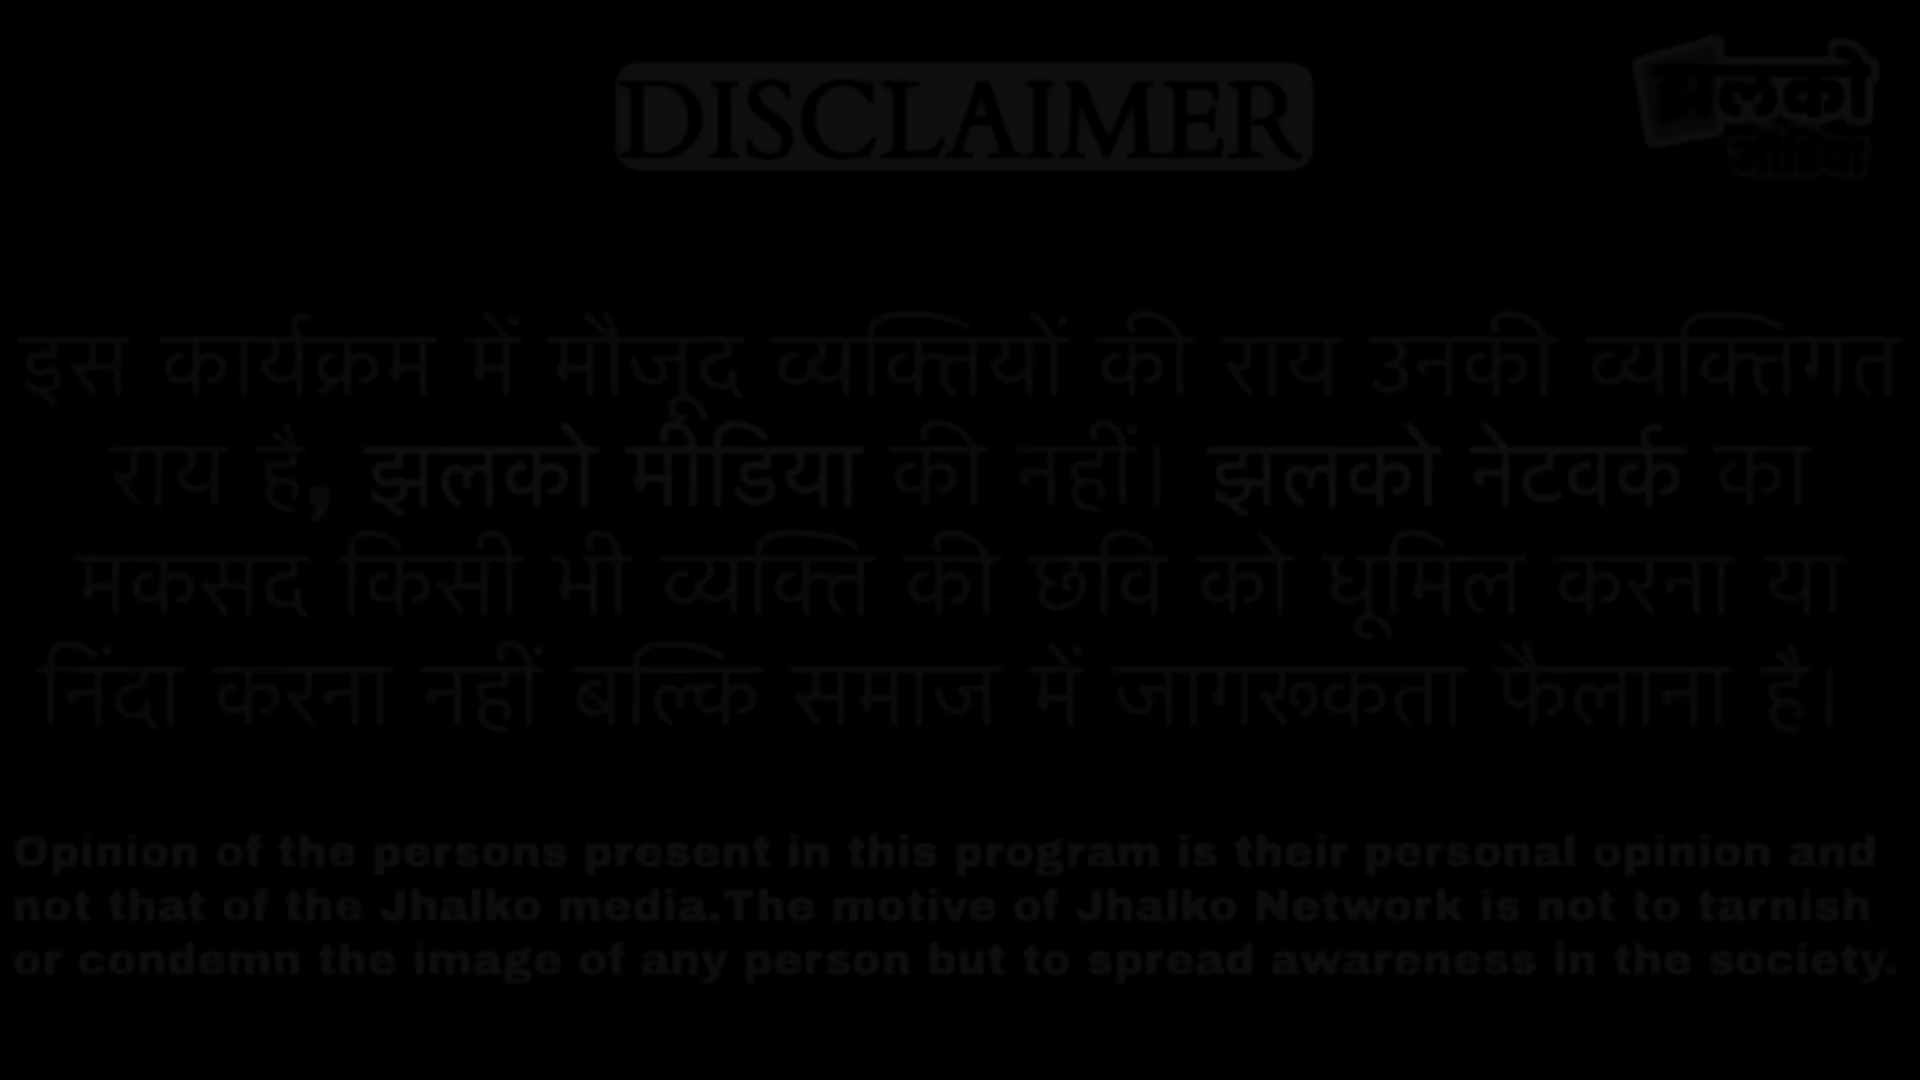 DISCLAIMER
झलको
मीडिया
इस कार्यक्रम में मौजूद व्यक्तियों की राय उनकी व्यक्तिगत
राय है, झलको मीडिया की नहीं। झलको नेटवर्क का
मकसद किसी भी व्यक्ति की छवि को धूमिल करना या
निंदा करना नहीं बल्कि समाज में जागरूकता फैलाना है।
Opinion of the persons present in this program is their personal opinion and
not that of the Jhalko media.The motive of Jhalko Network is not to tarnish
or condemn the image of any person but to spread awareness in the society.